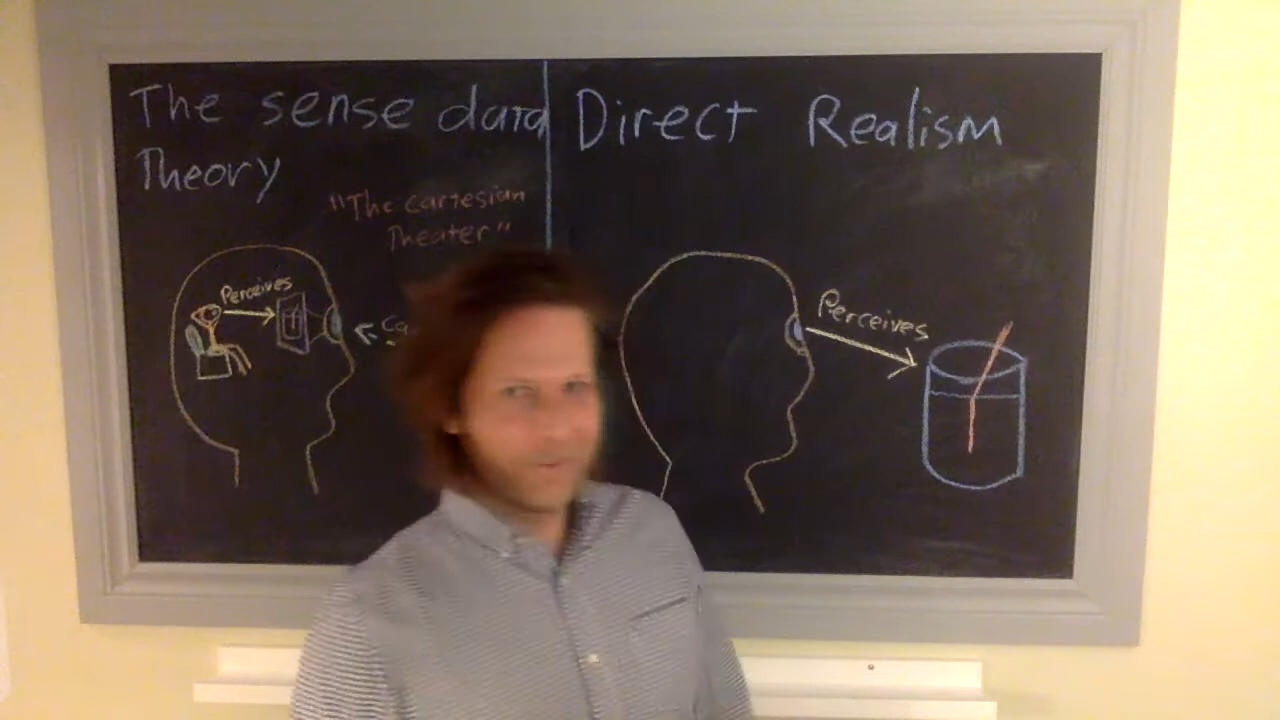 The sense data
Theory
"The Cartesian
Theater"
Perceives
Direct Realism
Perceives